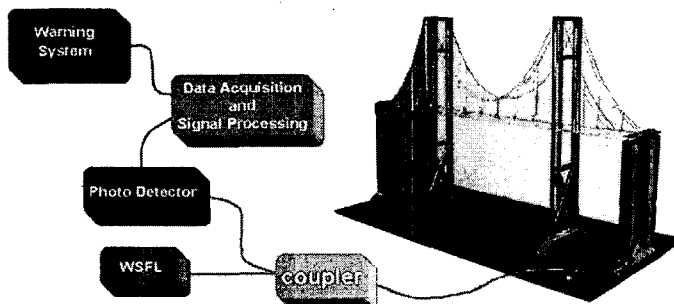 Warning
System
Data Acquisition
and
Signal Processing
Photo Detector
WSFL
coupler